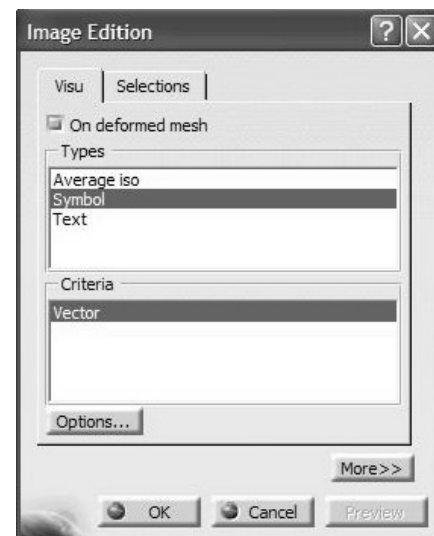 Image Edition
Visu Selections
On deformed mesh
Types
Average iso
Symbol
Text
Criteria
Vector
Options...
More>>
OK Cancel Preview